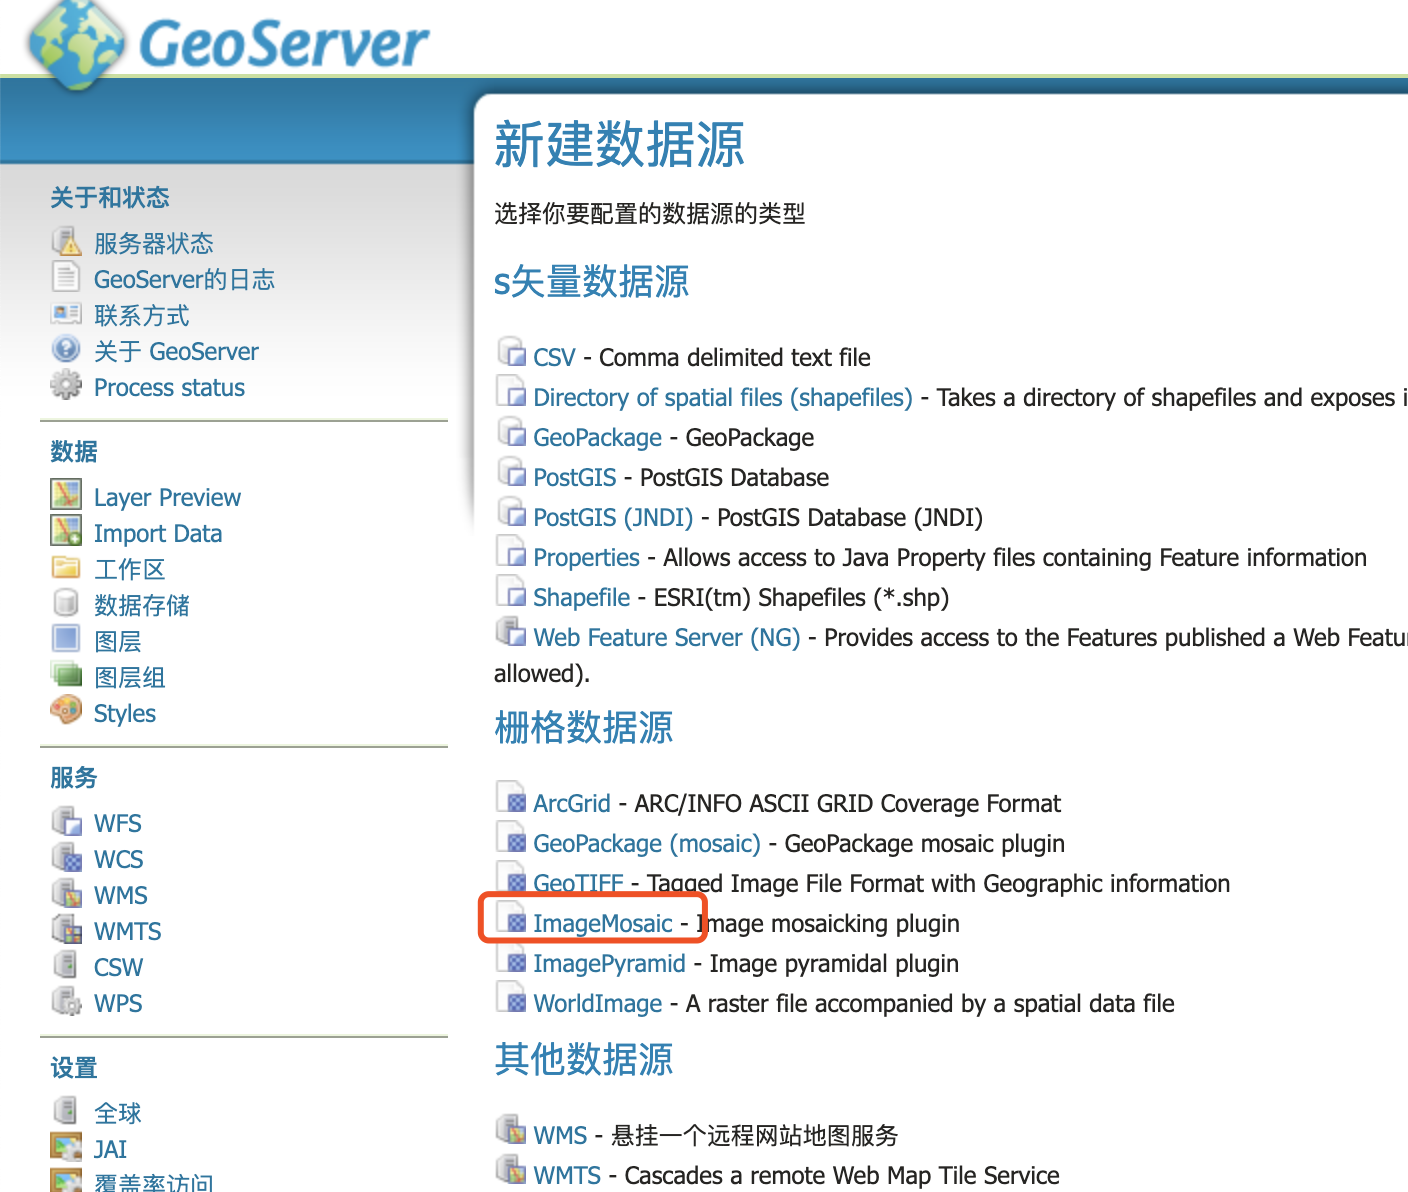 GeoServer
关于和状态
服务器状态
GeoServer的日志
联系方式
关于 GeoServer
Process status
数据
Layer Preview
Import Data
工作区
数据存储
图层
图层组
Styles
服务
WFS
WCS
WMS
WMTS
CSW
WPS
设置
全球
JAI
覆盖率访问
新建数据源
选择你要配置的数据源的类型
s矢量数据源
CSV - Comma delimited text file
Directory of spatial files (shapefiles) - Takes a directory of shapefiles and exposes i
GeoPackage - GeoPackage
PostGIS - PostGIS Database
PostGIS (JNDI) - PostGIS Database (JNDI)
Properties - Allows access to Java Property files containing Feature information
Shapefile - ESRI(tm) Shapefiles (*.shp)
Web Feature Server (NG) - Provides access to the Features published a Web Featu
allowed).
栅格数据源
ArcGrid - ARC/INFO ASCII GRID Coverage Format
GeoPackage (mosaic) - GeoPackage mosaic plugin
GeoTIFF - Tagged Image File Format with Geographic information
ImageMosaic - Image mosaicking plugin
ImagePyramid - Image pyramidal plugin
WorldImage - A raster file accompanied by a spatial data file
其他数据源
WMS - 悬挂一个远程网站地图服务
WMTS - Cascades a remote Web Map Tile Service